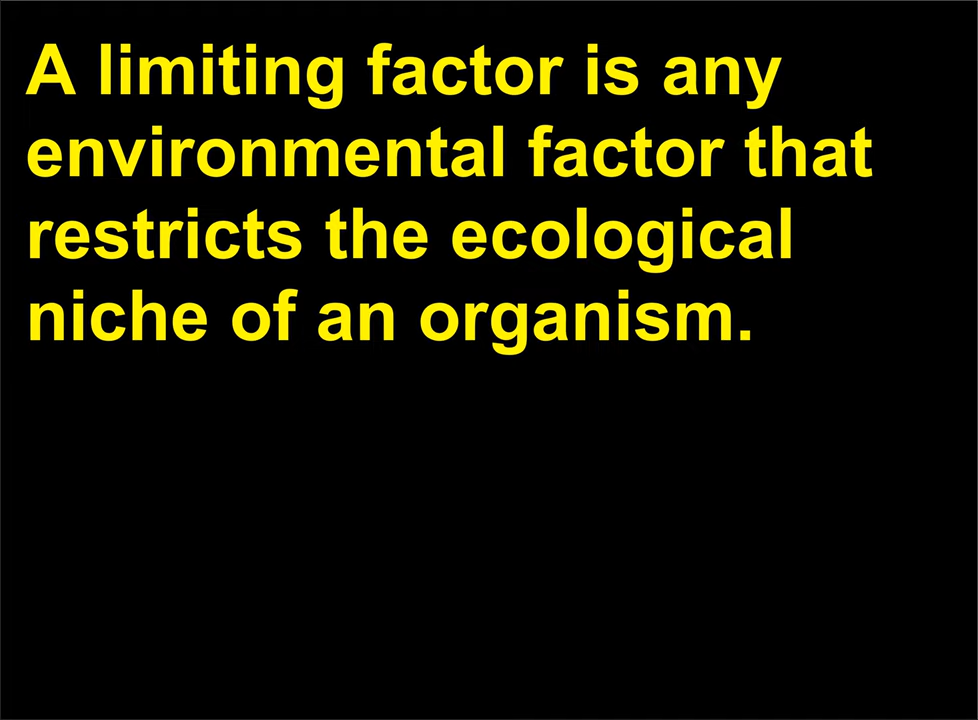 A limiting factor is any
environmental factor that
restricts the ecological
niche of an organism.